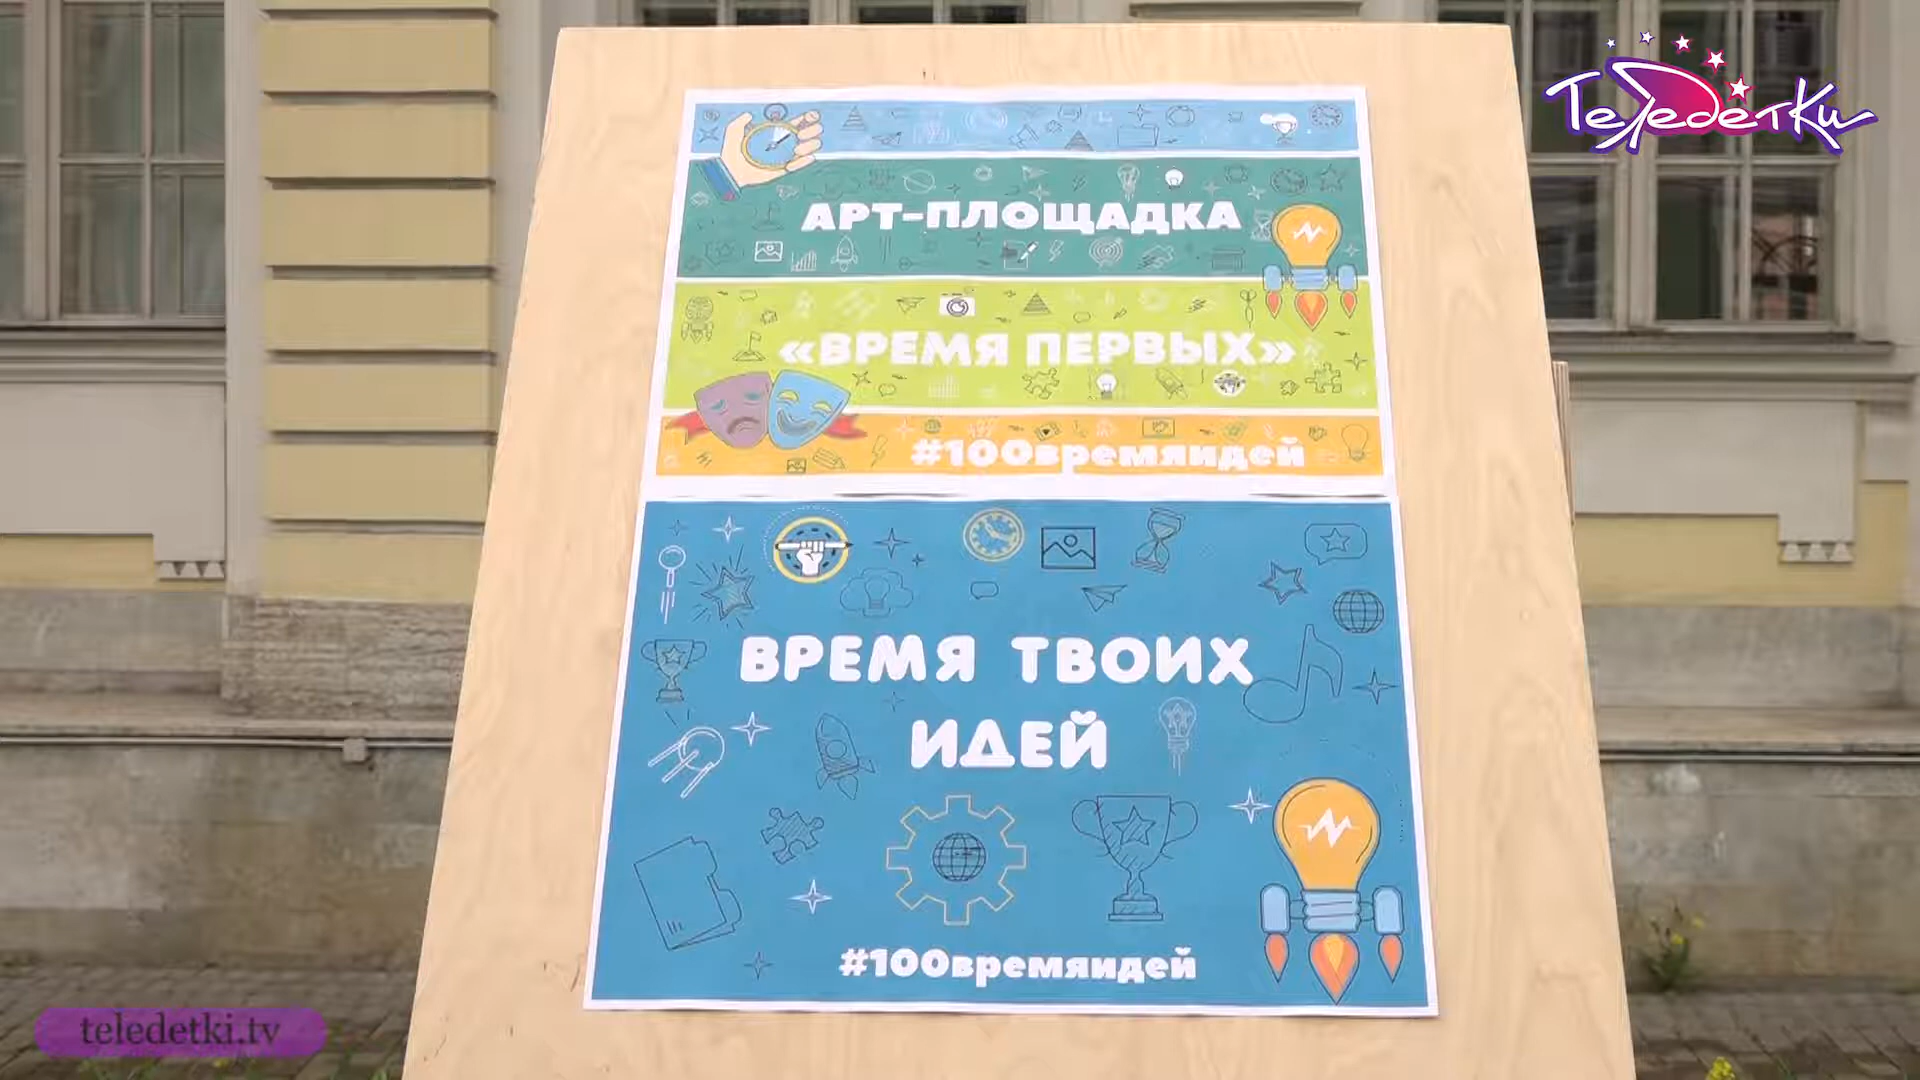 ТелеДетки
АРТ-ПЛОЩАДКА
«ВРЕМЯ ПЕРВЫХ»
#100времяидей
ВРЕМЯ ТВОИХ
ИДЕЙ
#100времяидей
teledetki.tv